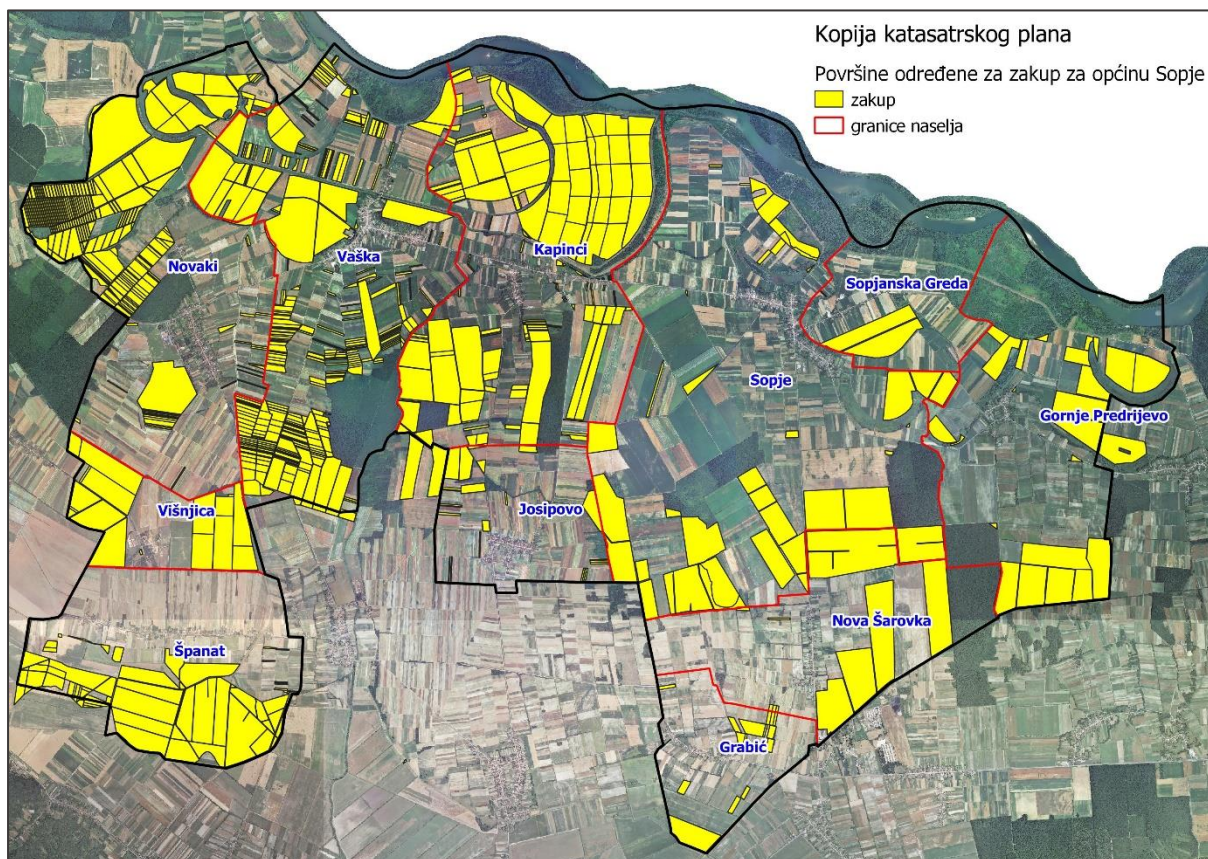 Kopija katasatrskog plana
Površine određene za zakup za općinu Sopje
zakup
granice naselja
Novaki
Vaška
Kapinci
Sopjanska Greda
Sopje
Gornje Predrijevo
Višnjica
Josipovo
Nova Šarovka
Španat
Grabić